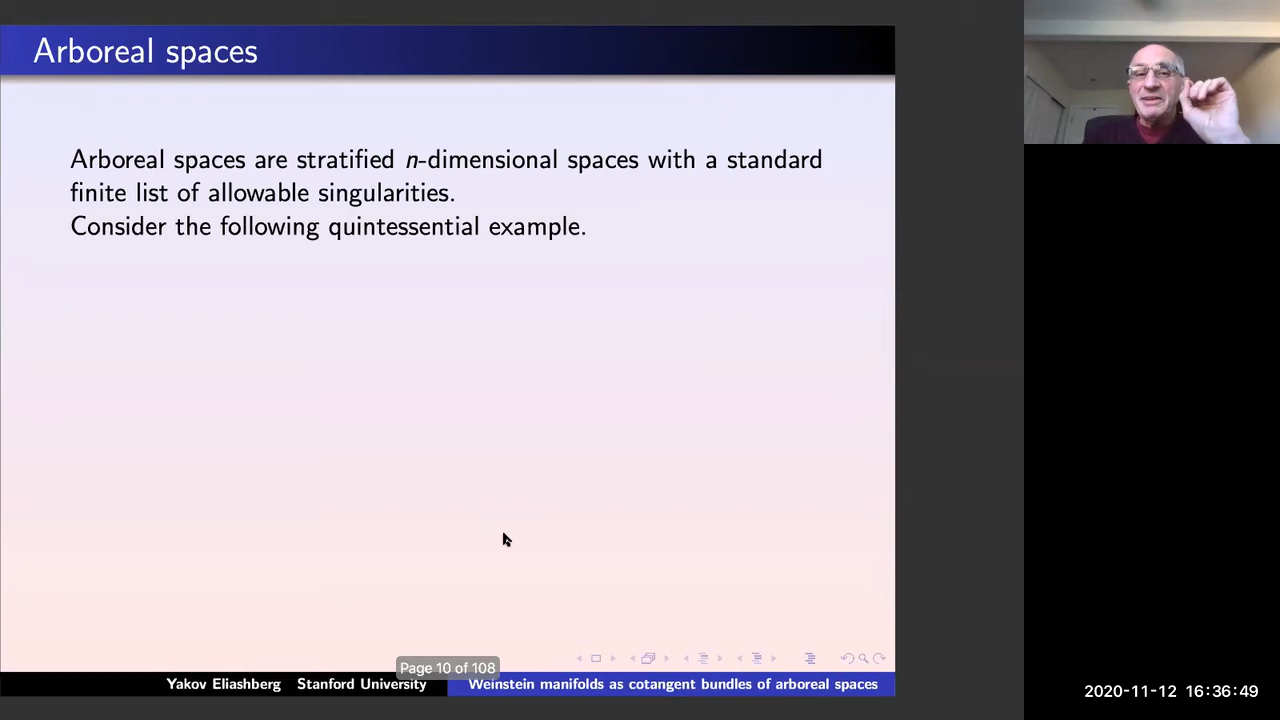 Arboreal spaces
Arboreal spaces are stratified n-dimensional spaces with a standard
finite list of allowable singularities.
Consider the following quintessential example.
Page 10 of 108
Yakov Eliashberg Stanford University
Weinstein manifolds as cotangent bundles of arboreal spaces
2020-11-12 16:36:49